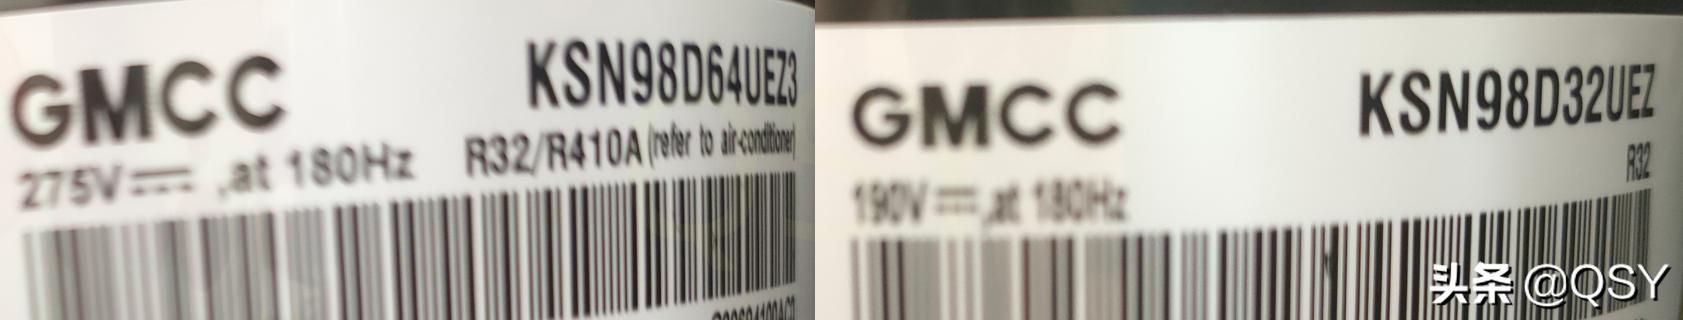 GMCC
KSN98D64UEZ3
275V⎓ ,at 180Hz
R32/R410A (refer to air-conditioner)
GMCC
KSN98D32UEZ
R32
190V⎓ ,at 180Hz
头条 @QSY